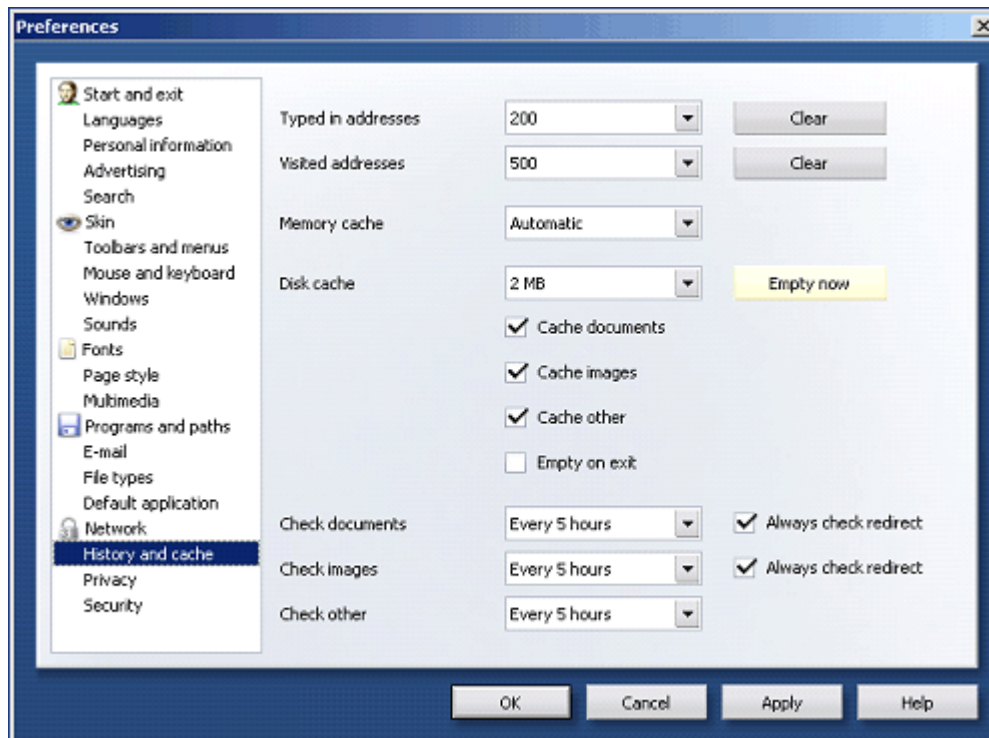 Preferences
Start and exit
Languages
Personal information
Advertising
Search
Skin
Toolbars and menus
Mouse and keyboard
Windows
Sounds
Fonts
Page style
Multimedia
Programs and paths
E-mail
File types
Default application
Network
History and cache
Privacy
Security
Typed in addresses 200 Clear
Visited addresses 500 Clear
Memory cache Automatic
Disk cache 2 MB Empty now
Cache documents
Cache images
Cache other
Empty on exit
Check documents Every 5 hours Always check redirect
Check images Every 5 hours Always check redirect
Check other Every 5 hours
OK Cancel Apply Help